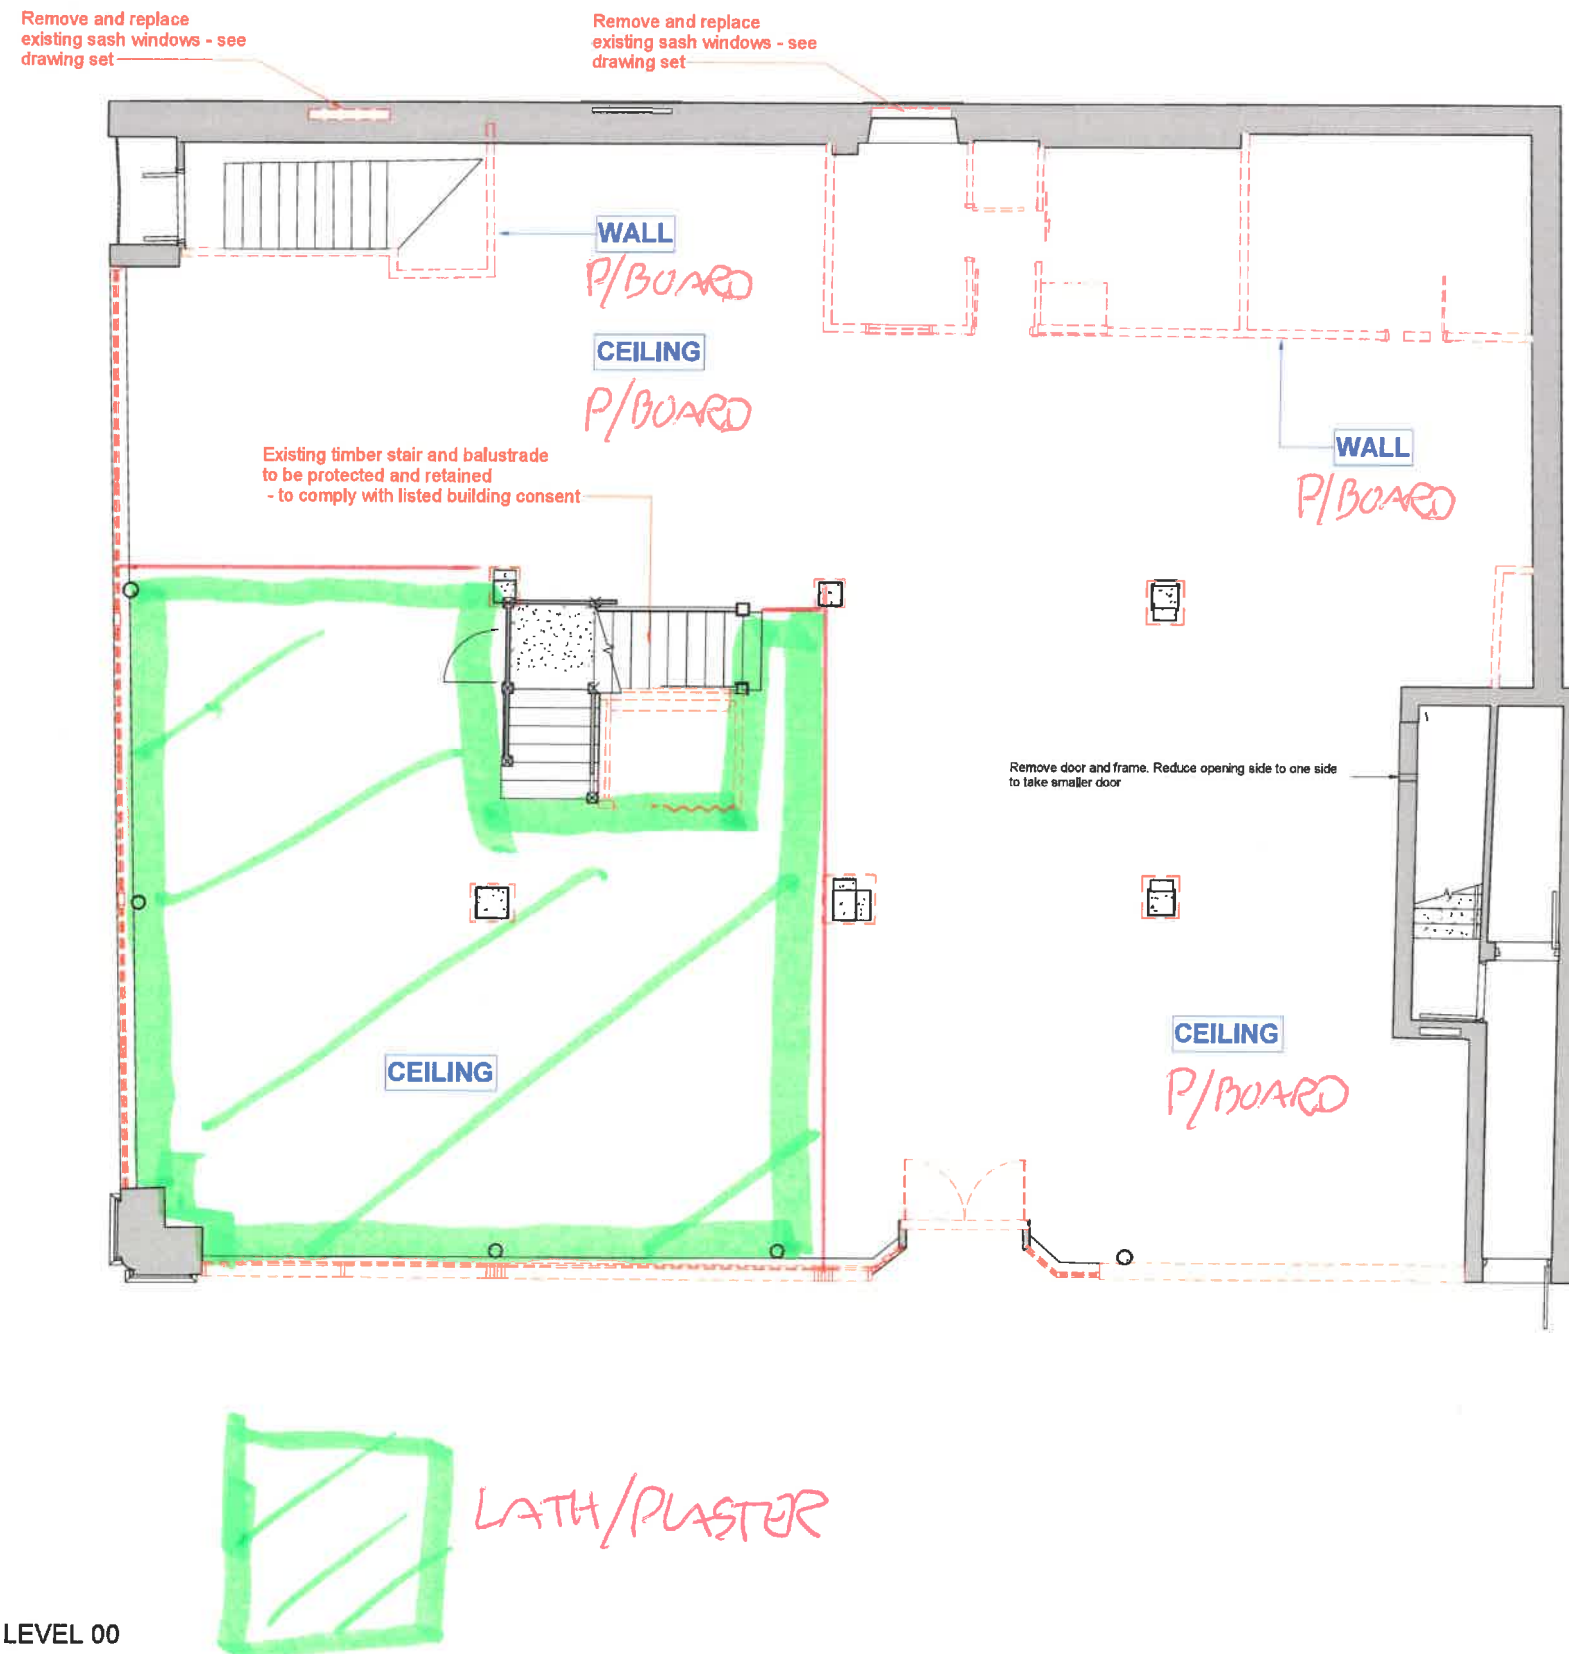 Remove and replace
existing sash windows - see
drawing set
Remove and replace
existing sash windows - see
drawing set
WALL
P/BOARD
CEILING
P/BOARD
WALL
P/BOARD
Existing timber stair and balustrade
to be protected and retained
- to comply with listed building consent
Remove door and frame. Reduce opening side to one side
to take smaller door
CEILING
CEILING
P/BOARD
LATH/PLASTER
LEVEL 00